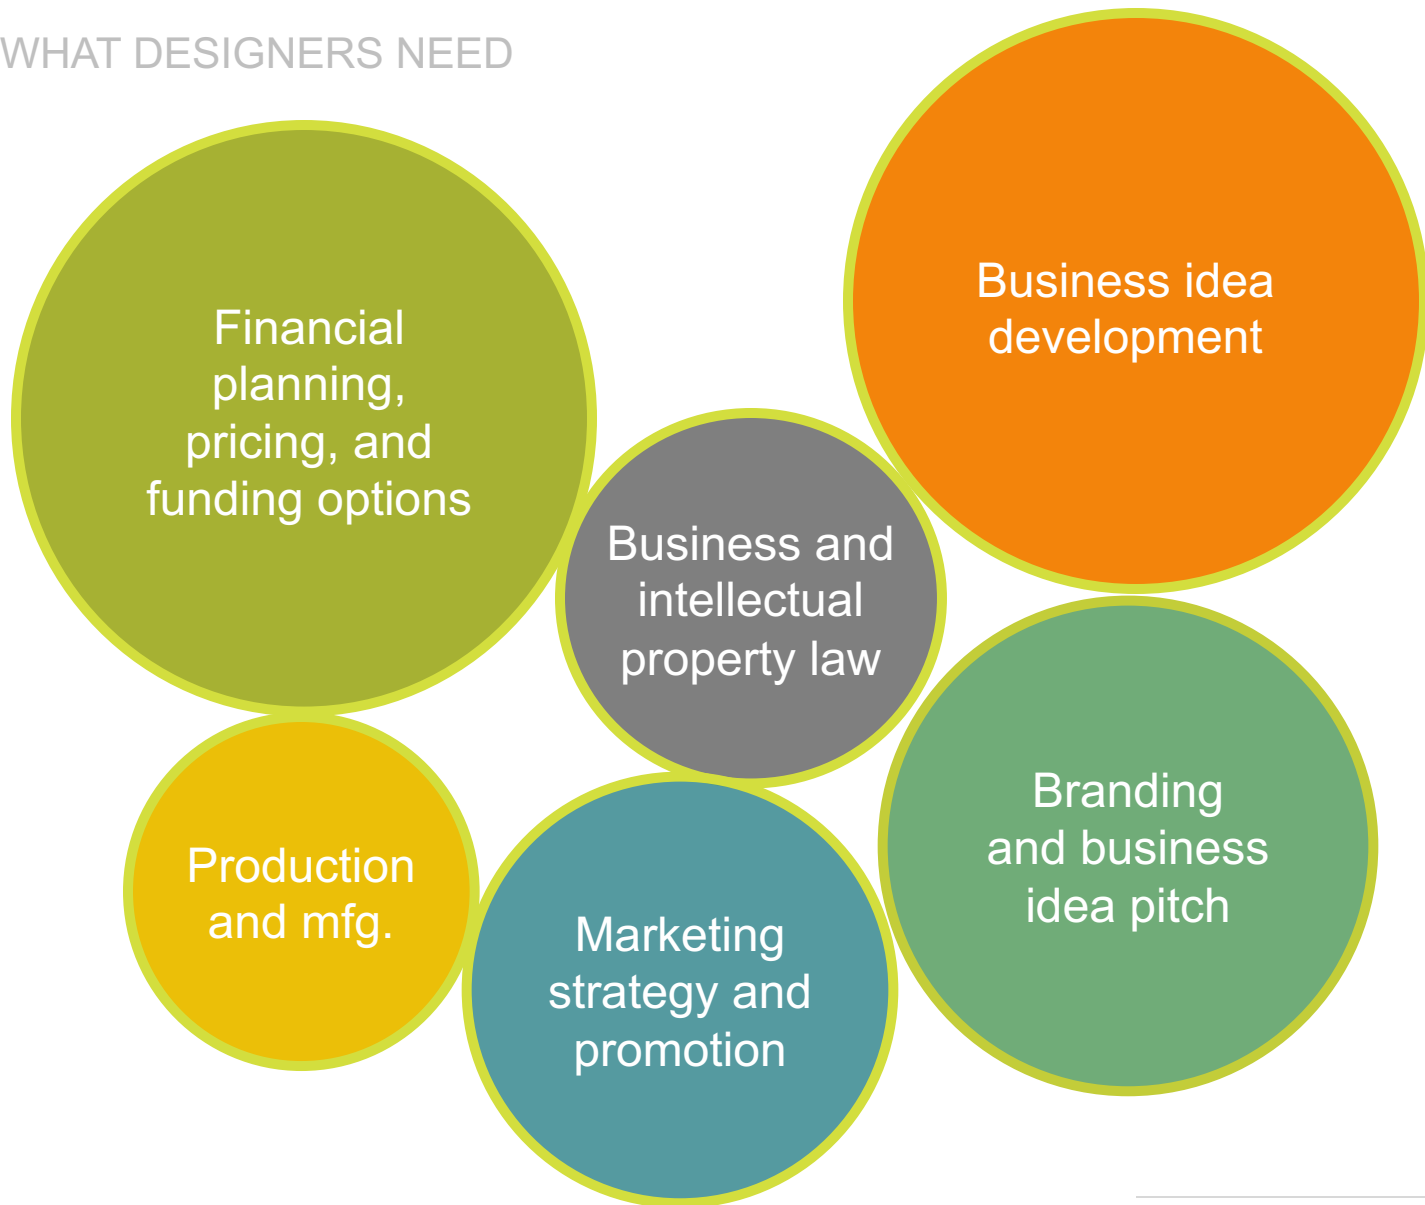 WHAT DESIGNERS NEED
Financial
planning,
pricing, and
funding options
Business idea
development
Business and
intellectual
property law
Production
and mfg.
Marketing
strategy and
promotion
Branding
and business
idea pitch